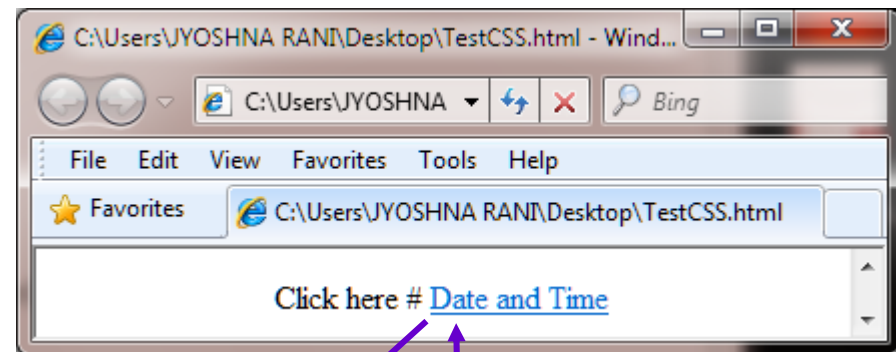 C:\Users\JYOSHNA RANI\Desktop\TestCSS.html - Wind...
C:\Users\JYOSHNA
Bing
File Edit View Favorites Tools Help
Favorites
C:\Users\JYOSHNA RANI\Desktop\TestCSS.html
Click here # Date and Time